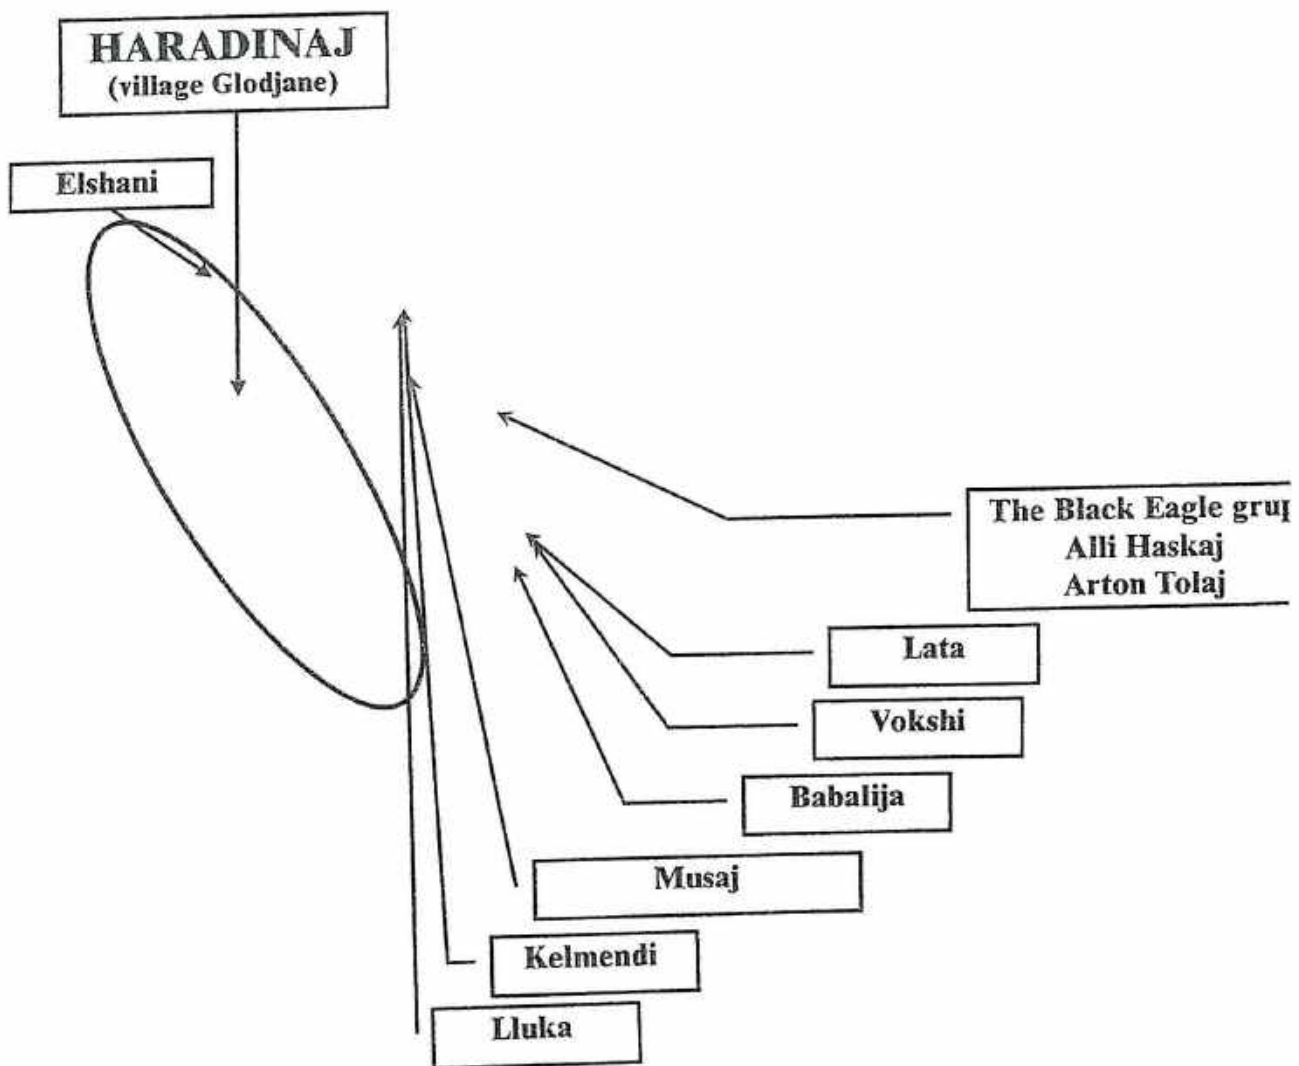 HARADINAJ
(village Glodjane)
Elshani
The Black Eagle grup
Alli Haskaj
Arton Tolaj
Lata
Vokshi
Babalija
Musaj
Kelmendi
Lluka